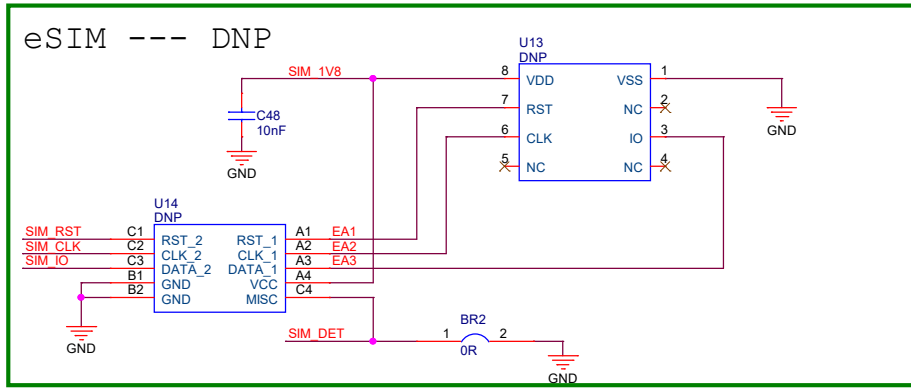 eSIM --- DNP
U13
DNP
SIM_1V8
8 VDD VSS 1
7 RST NC 2
6 CLK IO 3
5 NC NC 4
C48
10nF
GND
GND
U14
DNP
SIM_RST C1 RST_2 RST_1 A1 EA1
SIM_CLK C2 CLK_2 CLK_1 A2 EA2
SIM_IO C3 DATA_2 DATA_1 A3 EA3
B1 GND VCC A4
B2 GND MISC C4
GND
SIM_DET
BR2
1 2
0R
GND